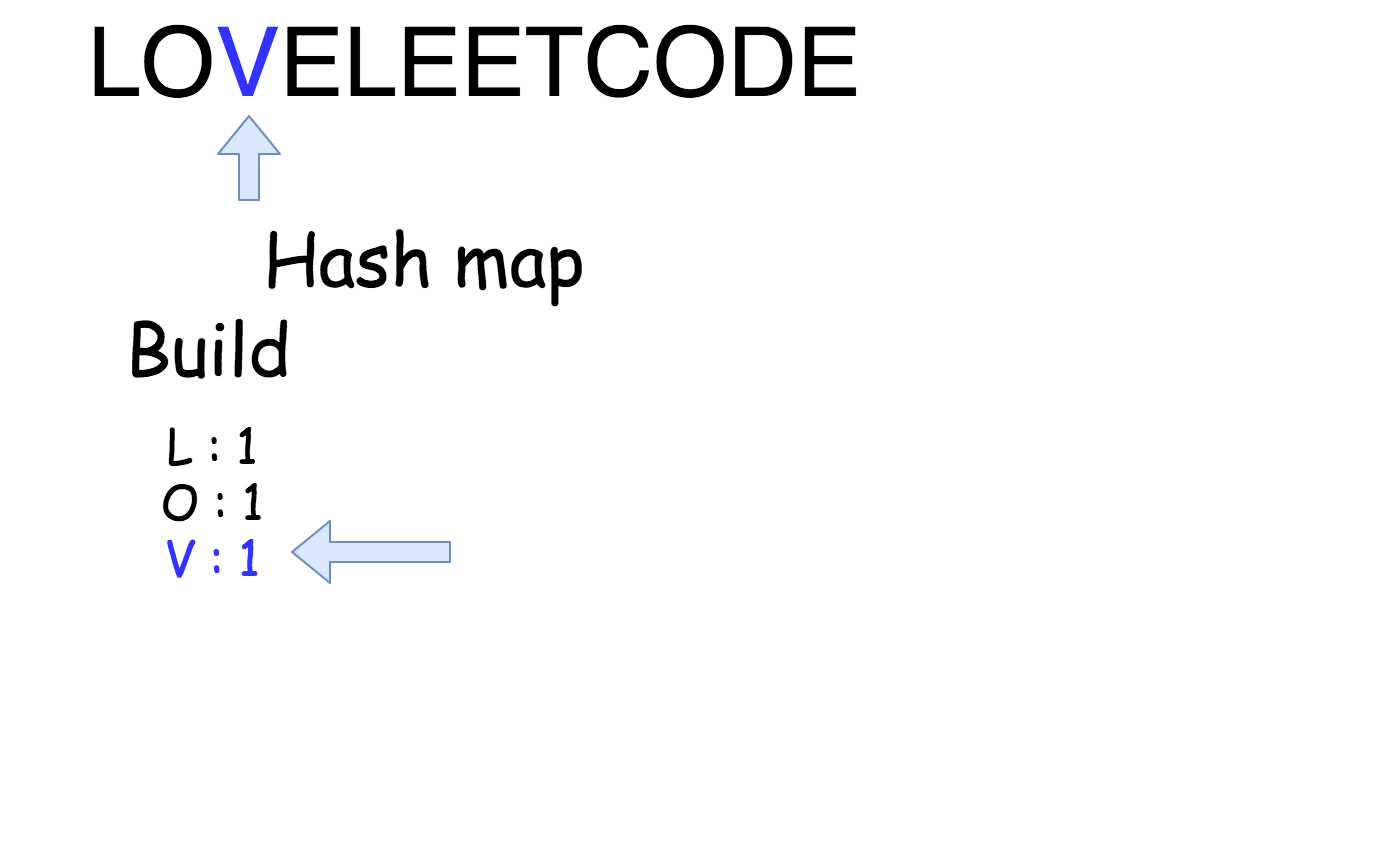 LOVELEETCODE
Hash map
Build
L : 1
O : 1
V : 1